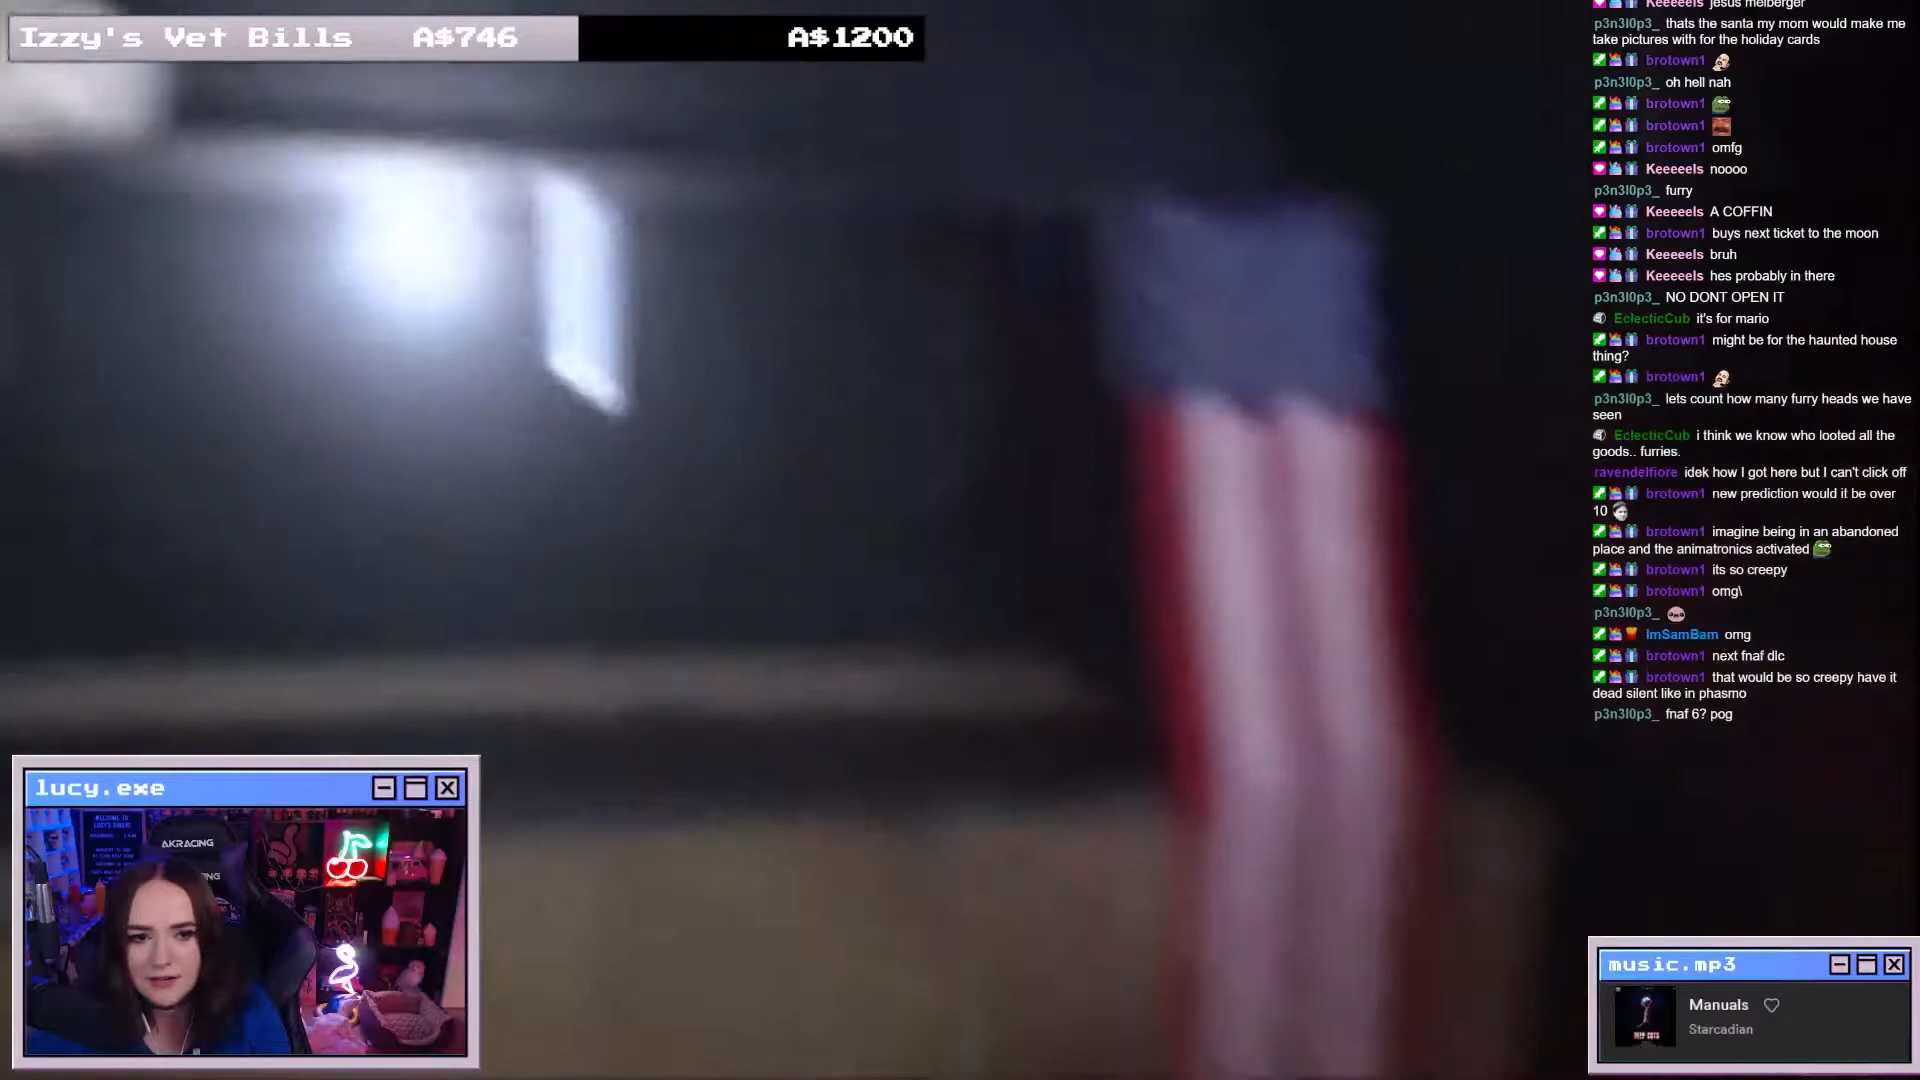 Izzy's Vet Bills A$746 A$1200
Keeeeels jesus melberger
p3n3l0p3_ thats the santa my mom would make me
take pictures with for the holiday cards
brotown1
p3n3l0p3_ oh hell nah
brotown1
brotown1
brotown1 omfg
Keeeeels noooo
p3n3l0p3_ furry
Keeeeels A COFFIN
brotown1 buys next ticket to the moon
Keeeeels bruh
Keeeeels hes probably in there
p3n3l0p3_ NO DONT OPEN IT
EclecticCub it's for mario
brotown1 might be for the haunted house
thing?
brotown1
p3n3l0p3_ lets count how many furry heads we have
seen
EclecticCub i think we know who looted all the
goods.. furries.
ravendelfiore idek how I got here but I can't click off
brotown1 new prediction would it be over
10
brotown1 imagine being in an abandoned
place and the animatronics activated
brotown1 its so creepy
brotown1 omg\
p3n3l0p3_
ImSamBam omg
brotown1 next fnaf dlc
brotown1 that would be so creepy have it
dead silent like in phasmo
p3n3l0p3_ fnaf 6? pog
lucy.exe
AKRACING
music.mp3
Manuals
Starcadian
DEEP CUTS